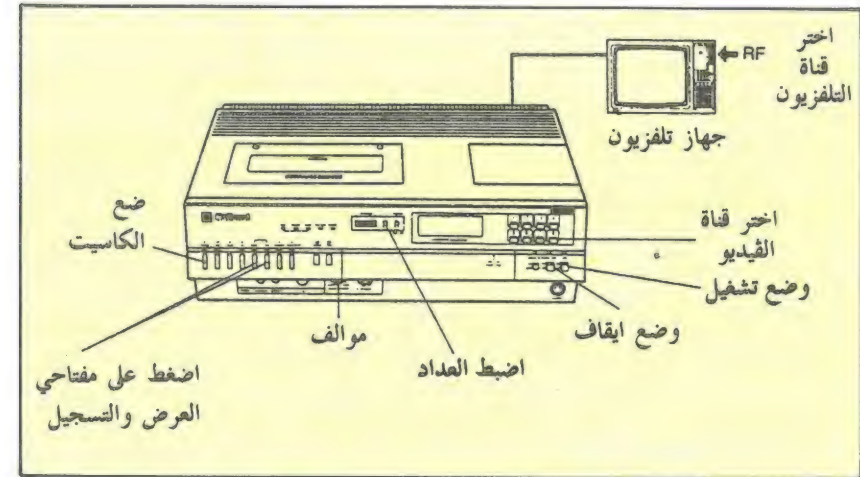 اختر
قناة
التلفزيون
RF
جهاز تلفزيون
ضع
الكاسيت
اختر قناة
الڤيديو
وضع تشغيل
وضع ايقاف
موالف
اضبط العداد
اضغط على مفتاحي
العرض والتسجيل